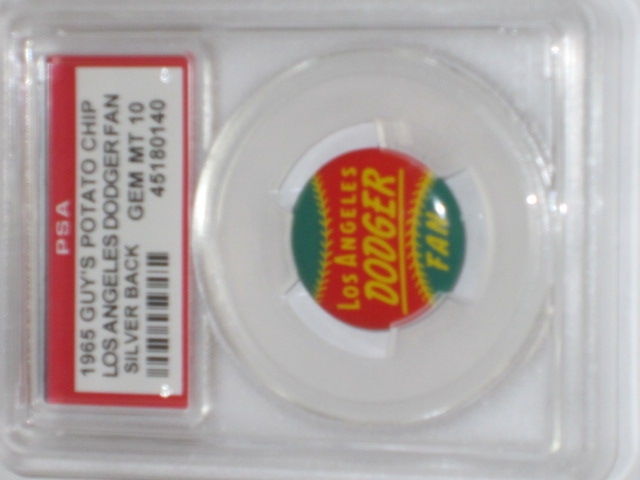 PSA
1965 GUY'S POTATO CHIP
LOS ANGELES DODGER FAN
SILVER BACK GEM MT 10
45180140
LOS ANGELES
DODGER
FAN